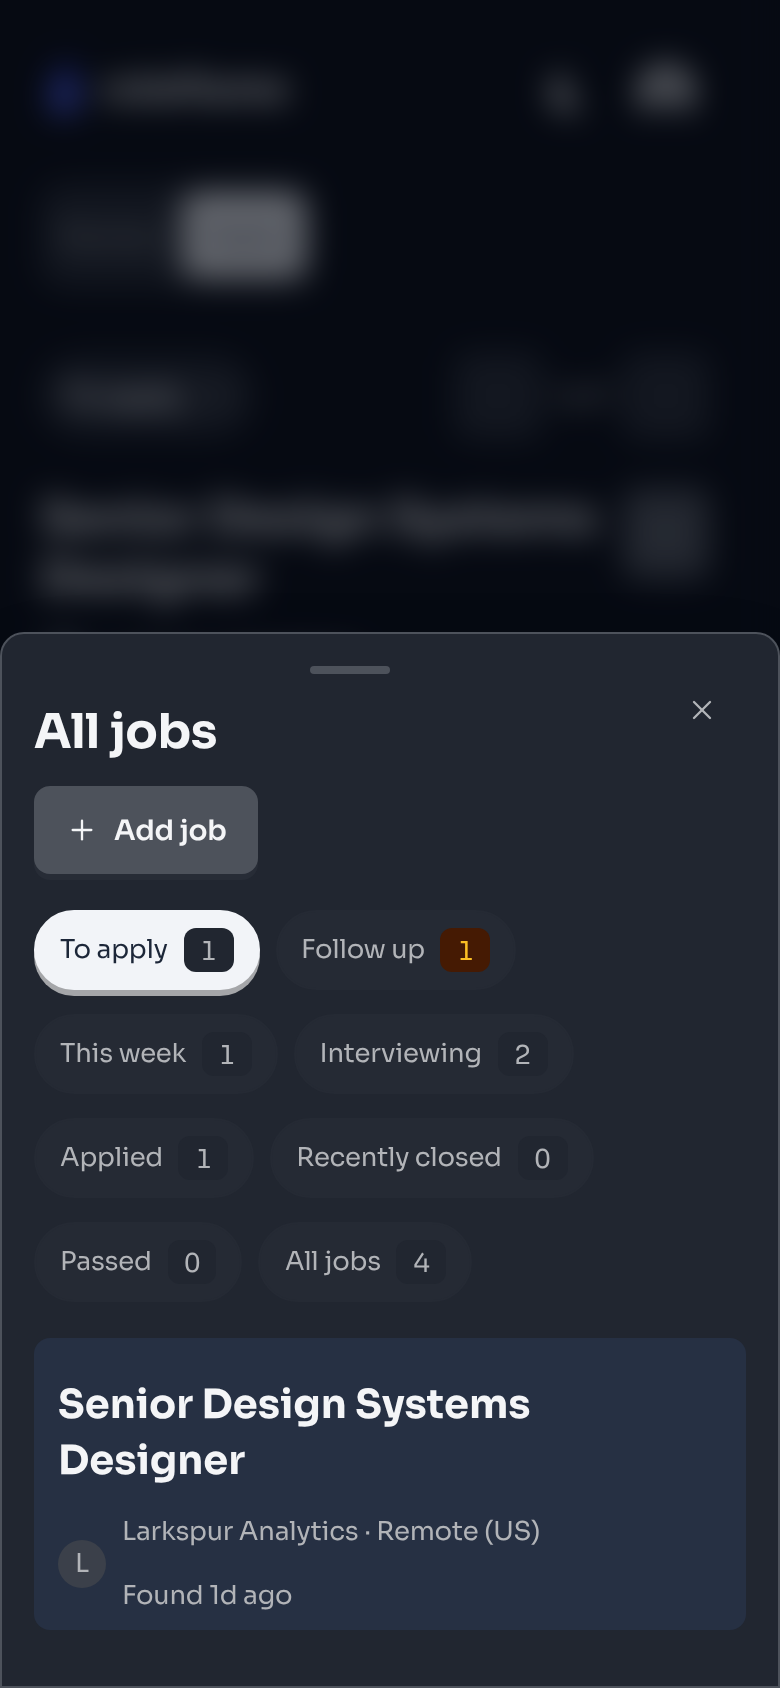 All jobs
Add job
To apply 1
Follow up 1
This week 1
Interviewing 2
Applied 1
Recently closed 0
Passed 0
All jobs 4
Senior Design Systems
Designer
L
Larkspur Analytics · Remote (US)
Found 1d ago